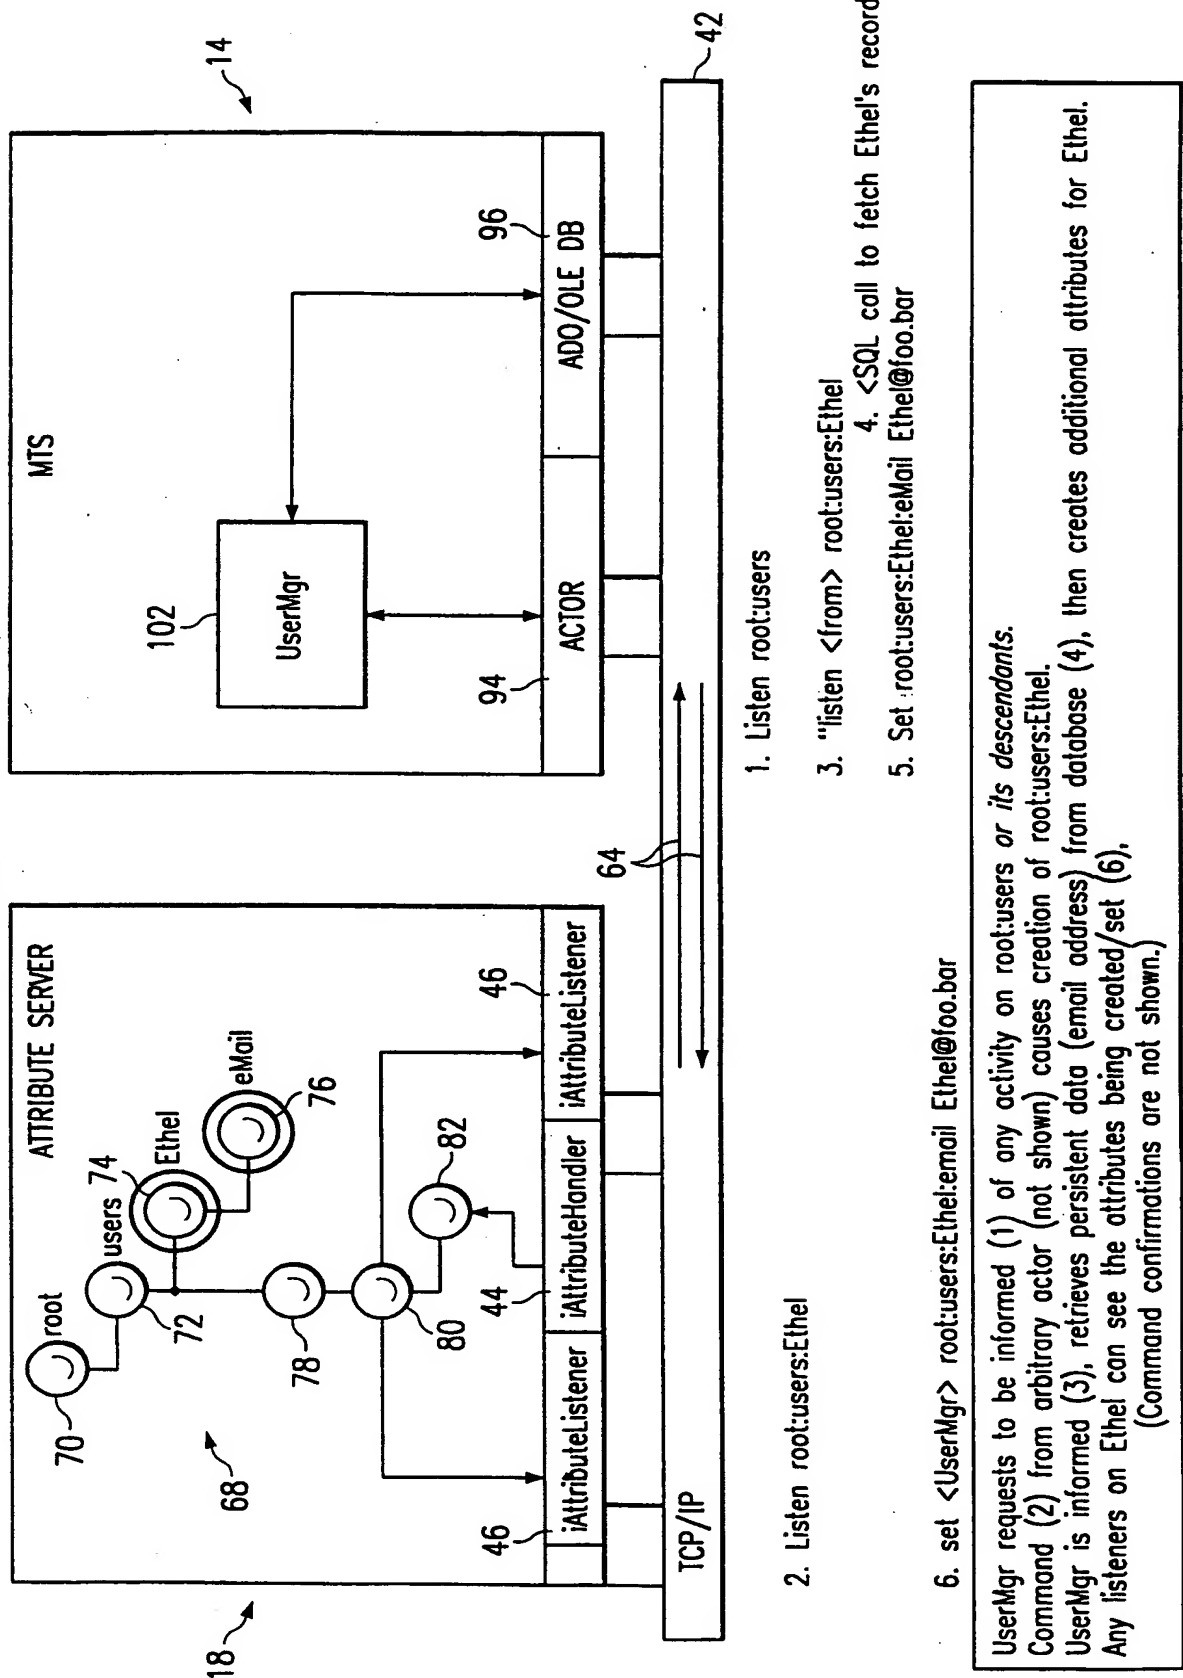 18
ATTRIBUTE SERVER
70
root
72
users
74
Ethel
eMail
76
68
78
80
82
46
iAttributeListener
44
iAttributeHandler
46
iAttributeListener
14
MTS
102
UserMgr
94
ACTOR
96
ADO/OLE DB
TCP/IP
64
42
1. Listen root:users
2. Listen root:users:Ethel
3. "listen <from> root:users:Ethel
4. <SQL call to fetch Ethel's record
5. Set root:users:Ethel:eMail Ethel@foo.bar
6. set <UserMgr> root:users:Ethel:email Ethel@foo.bar
UserMgr requests to be informed (1) of any activity on root:users or its descendants.
Command (2) from arbitrary actor (not shown) causes creation of root:users:Ethel.
UserMgr is informed (3), retrieves persistent data (email address) from database (4), then creates additional attributes for Ethel.
Any listeners on Ethel can see the attributes being created/set (6),
(Command confirmations are not shown.)